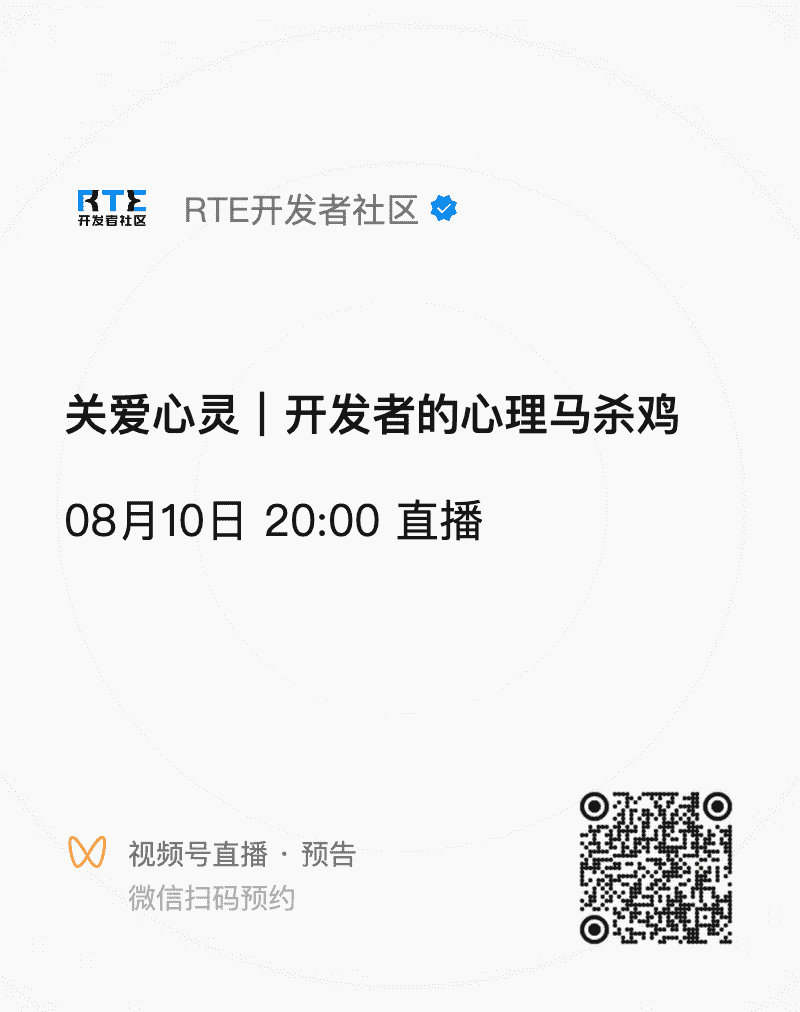 RTE
开发者社区
RTE开发者社区
关爱心灵｜开发者的心理马杀鸡
08月10日 20:00 直播
视频号直播 · 预告
微信扫码预约